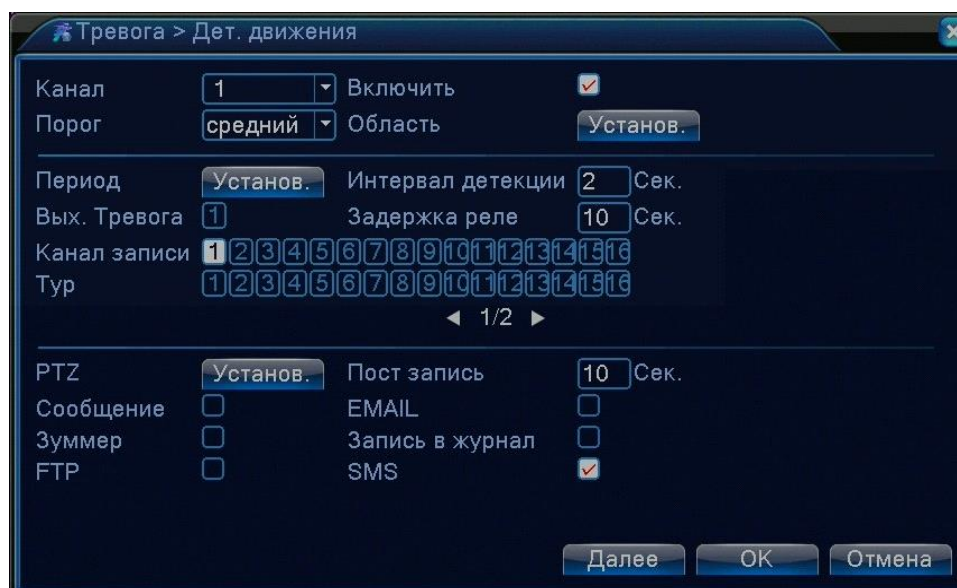 Тревога > Дет. движения
Канал 1 Включить
Порог средний Область Установ.
Период Установ. Интервал детекции 2 Сек.
Вых. Тревога 1 Задержка реле 10 Сек.
Канал записи 1 2 3 4 5 6 7 8 9 10 11 12 13 14 15 16
Тур 1 2 3 4 5 6 7 8 9 10 11 12 13 14 15 16
1/2
PTZ Установ. Пост запись 10 Сек.
Сообщение EMAIL
Зуммер Запись в журнал
FTP SMS
Далее OK Отмена